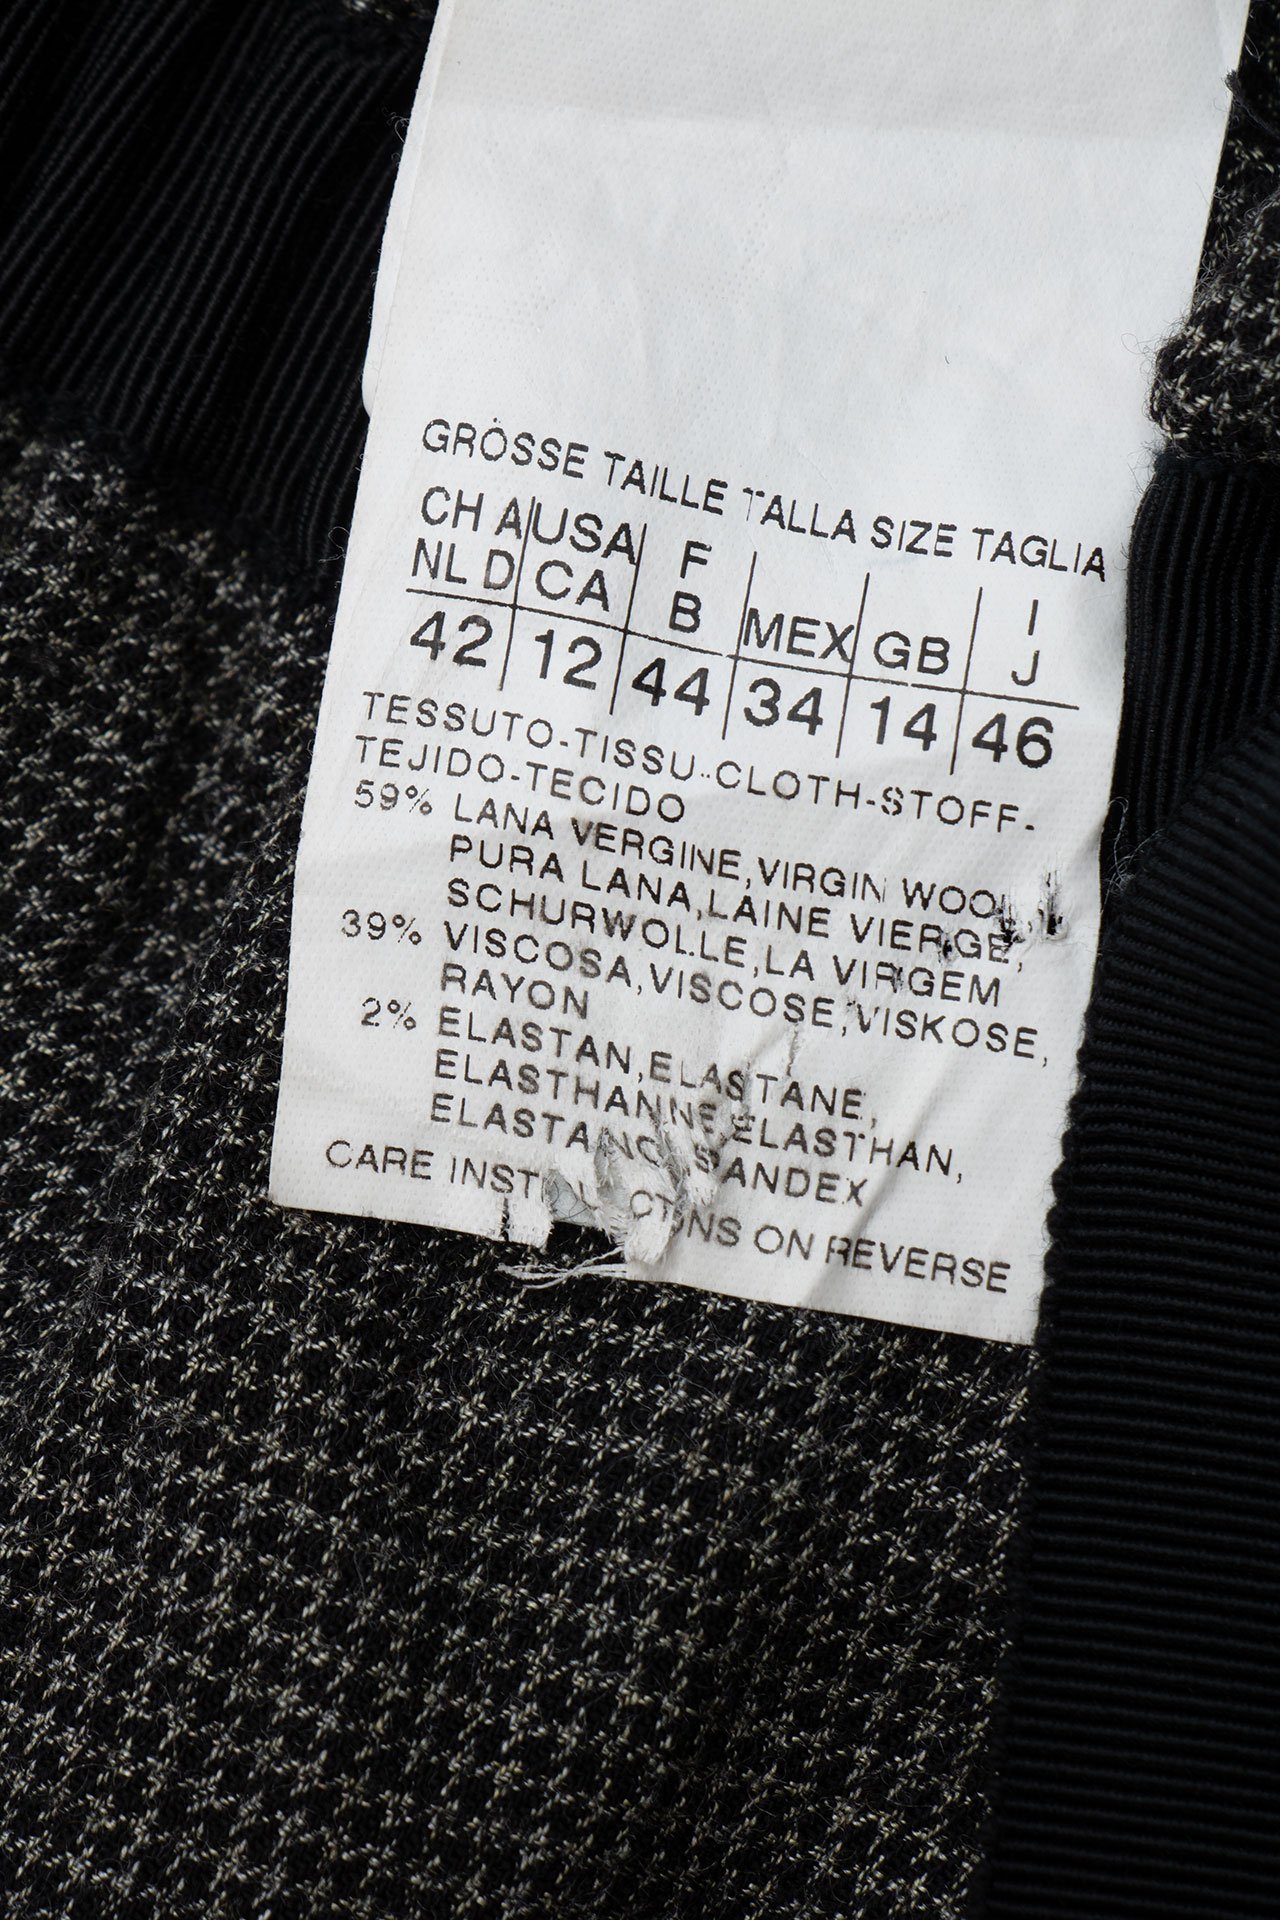 GRÖSSE TAILLE TALLA SIZE TAGLIA
CH A USA F MEX GB I
NL D CA B J
42 12 44 34 14 46
TESSUTO-TISSU-CLOTH-STOFF-
TEJIDO-TECIDO
59% LANA VERGINE,VIRGIN WOOL,
PURA LANA,LAINE VIERGE,
SCHURWOLLE,LA VIRGEM
39% VISCOSA,VISCOSE,VISKOSE,
RAYON
2% ELASTAN,ELASTANE,
ELASTHANNE,ELASTHAN,
ELASTANO,SPANDEX
CARE INSTRUCTIONS ON REVERSE